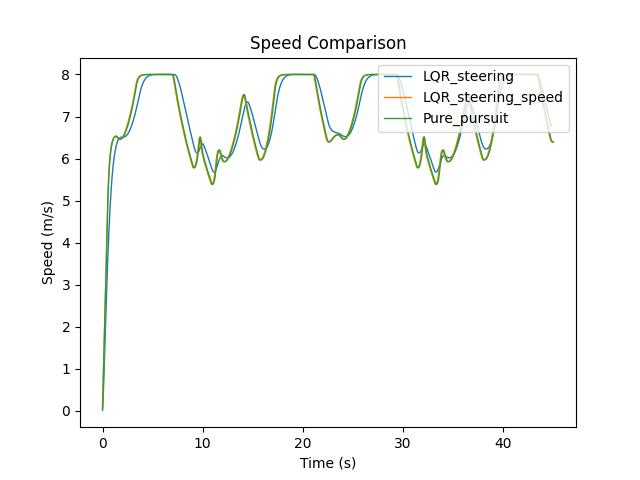 Speed Comparison
LQR_steering
LQR_steering_speed
Pure_pursuit
Speed (m/s)
8
7
6
5
4
3
2
1
0
0 10 20 30 40
Time (s)